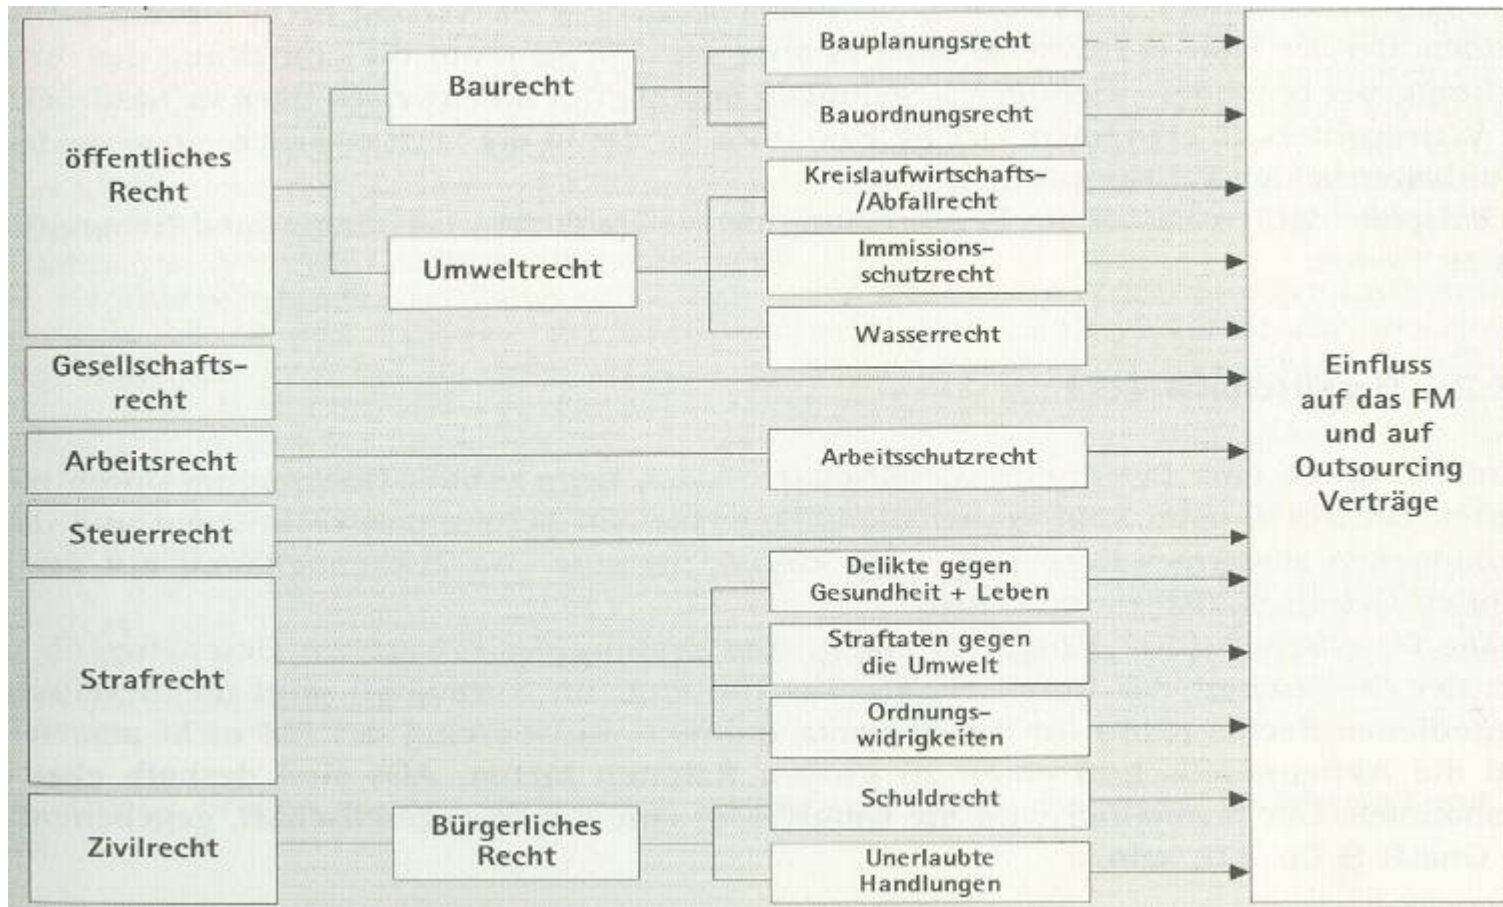 öffentliches
Recht
Baurecht
Umweltrecht
Bauplanungsrecht
Bauordnungsrecht
Kreislaufwirtschafts-
/Abfallrecht
Immissions-
schutzrecht
Wasserrecht
Gesellschafts-
recht
Arbeitsrecht
Arbeitsschutzrecht
Steuerrecht
Strafrecht
Delikte gegen
Gesundheit + Leben
Straftaten gegen
die Umwelt
Ordnungs-
widrigkeiten
Zivilrecht
Bürgerliches
Recht
Schuldrecht
Unerlaubte
Handlungen
Einfluss
auf das FM
und auf
Outsourcing
Verträge